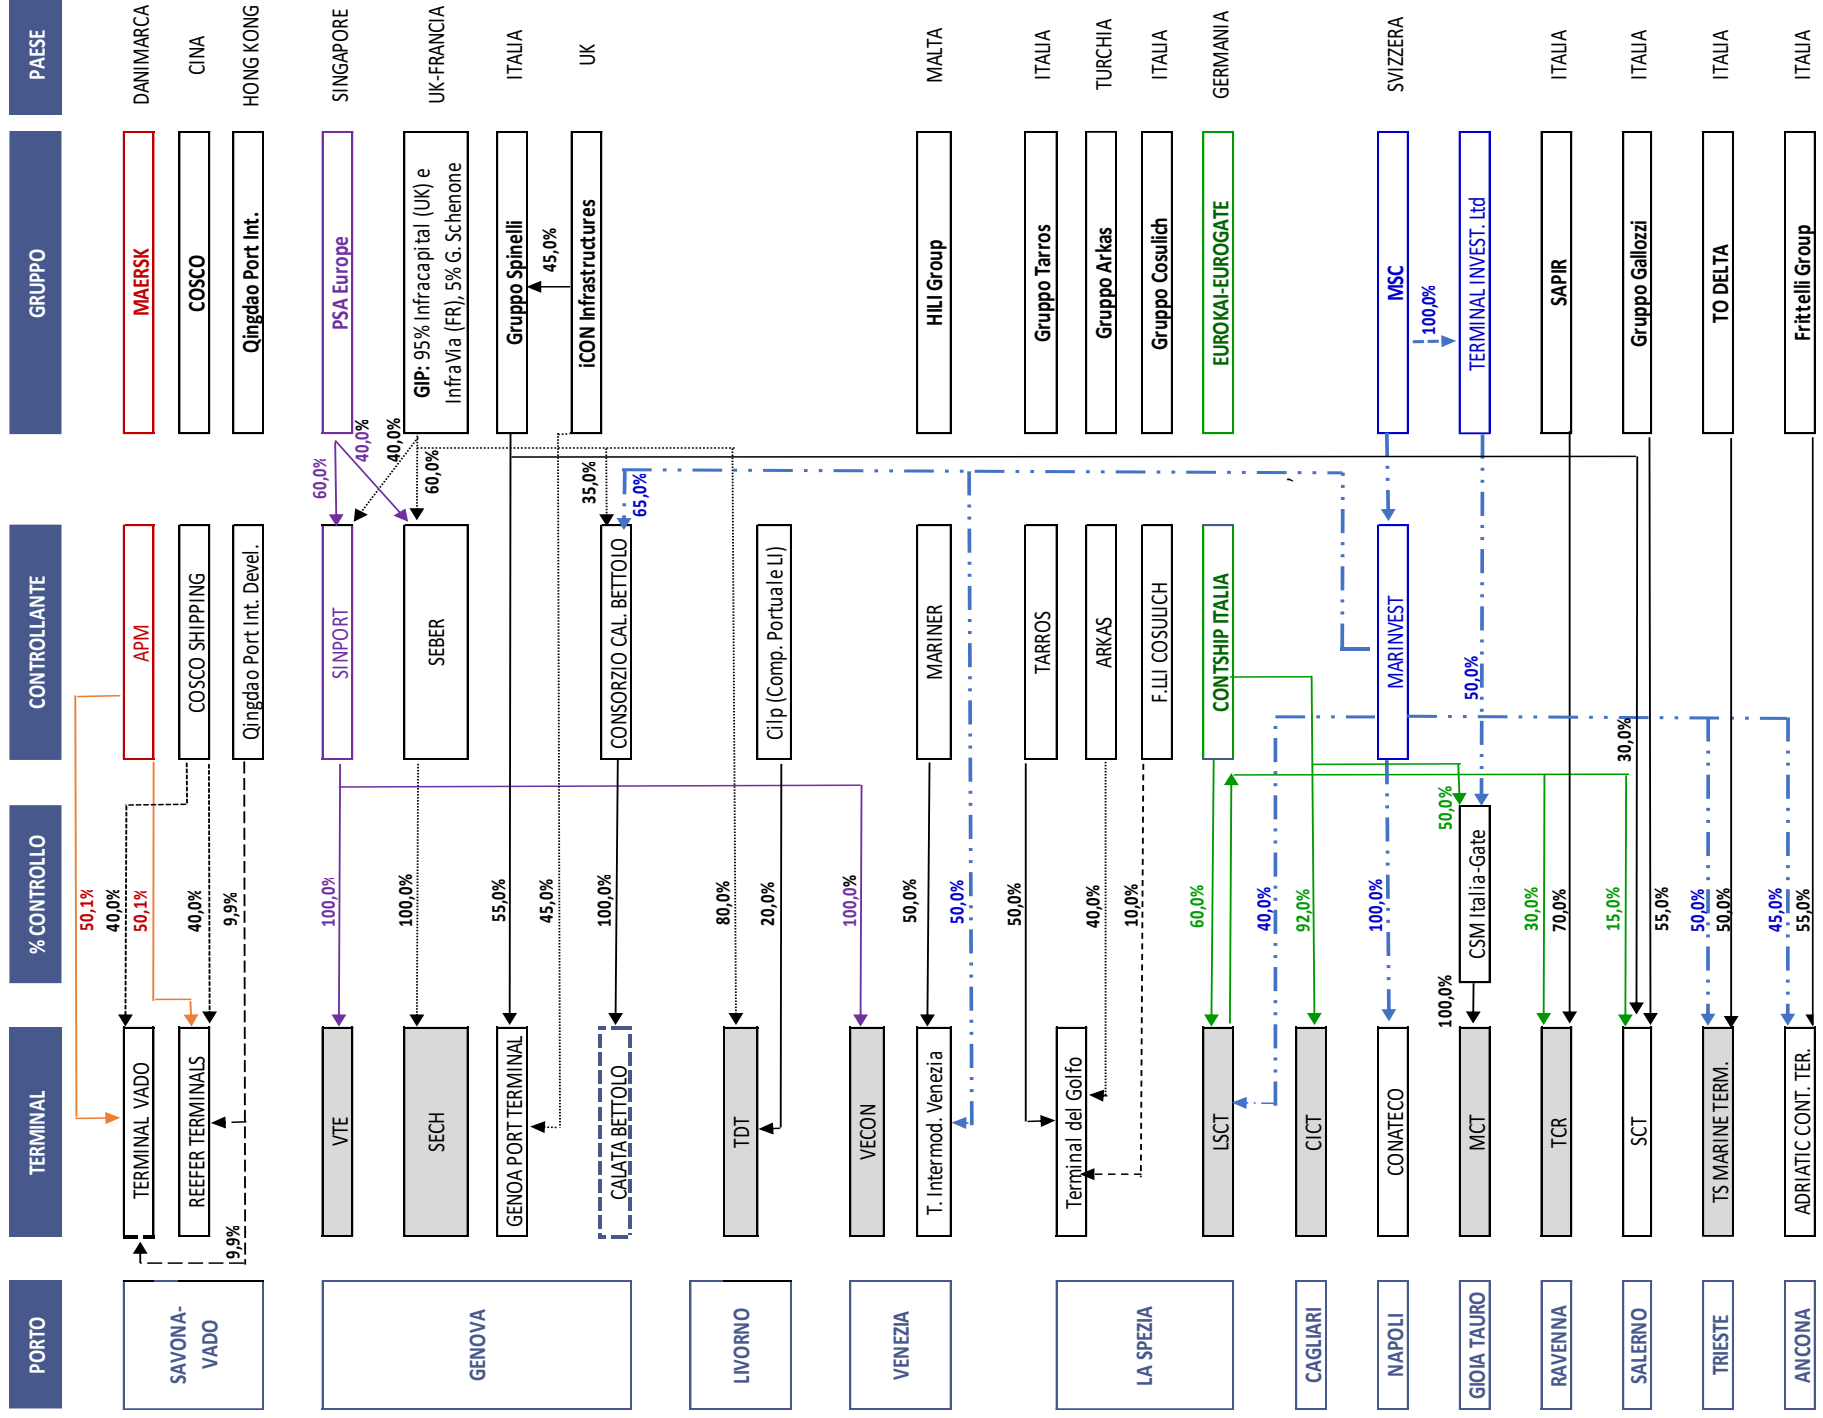 PORTO
TERMINAL
% CONTROLLO
CONTROLLANTE
GRUPPO
PAESE
SAVONA-
VADO
TERMINAL VADO
REEFER TERMINALS
9,9%
50,1%
40,0%
50,1%
40,0%
9,9%
APM
COSCO SHIPPING
Qingdao Port Int. Devel.
MAERSK
COSCO
Qingdao Port Int.
DANIMARCA
CINA
HONG KONG
GENOVA
VTE
SECH
GENOA PORT TERMINAL
CALATA BETTOLO
100,0%
100,0%
55,0%
45,0%
100,0%
SINPORT
SEBER
CONSORZIO CAL. BETTOLO
60,0%
40,0%
40,0%
60,0%
35,0%
65,0%
PSA Europe
GIP: 95% Infracapital (UK) e
InfraVia (FR), 5% G. Schenone
Gruppo Spinelli
45,0%
iCON Infrastructures
SINGAPORE
UK-FRANCIA
ITALIA
UK
LIVORNO
TDT
80,0%
20,0%
Cilp (Comp. Portuale LI)
VENEZIA
VECON
T. Intermod. Venezia
100,0%
50,0%
50,0%
MARINER
HILI Group
MALTA
LA SPEZIA
Terminal del Golfo
LSCT
50,0%
40,0%
10,0%
60,0%
40,0%
TARROS
ARKAS
F.LLI COSULICH
CONTSHIP ITALIA
Gruppo Tarros
Gruppo Arkas
Gruppo Cosulich
EUROKAI-EUROGATE
ITALIA
TURCHIA
ITALIA
GERMANIA
,
CAGLIARI
CICT
92,0%
NAPOLI
CONATECO
100,0%
MARINVEST
MSC
SVIZZERA
100,0%
GIOIA TAURO
MCT
100,0%
CSM Italia-Gate
50,0%
50,0%
TERMINAL INVEST. Ltd
RAVENNA
TCR
30,0%
70,0%
SAPIR
ITALIA
SALERNO
SCT
15,0%
55,0%
30,0%
Gruppo Gallozzi
ITALIA
TRIESTE
TS MARINE TERM.
50,0%
50,0%
TO DELTA
ITALIA
ANCONA
ADRIATIC CONT. TER.
45,0%
55,0%
Frittelli Group
ITALIA